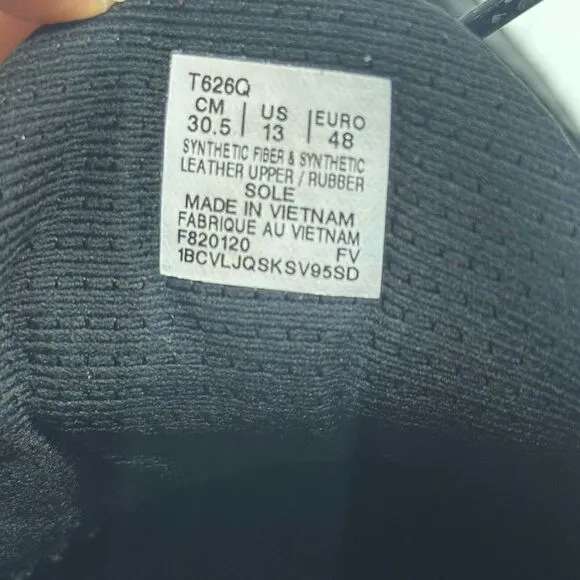 T626Q
CM | US | EURO
30.5 | 13 | 48
SYNTHETIC FIBER & SYNTHETIC
LEATHER UPPER / RUBBER
SOLE
MADE IN VIETNAM
FABRIQUE AU VIETNAM
F820120 FV
1BCVLJQSKSV95SD